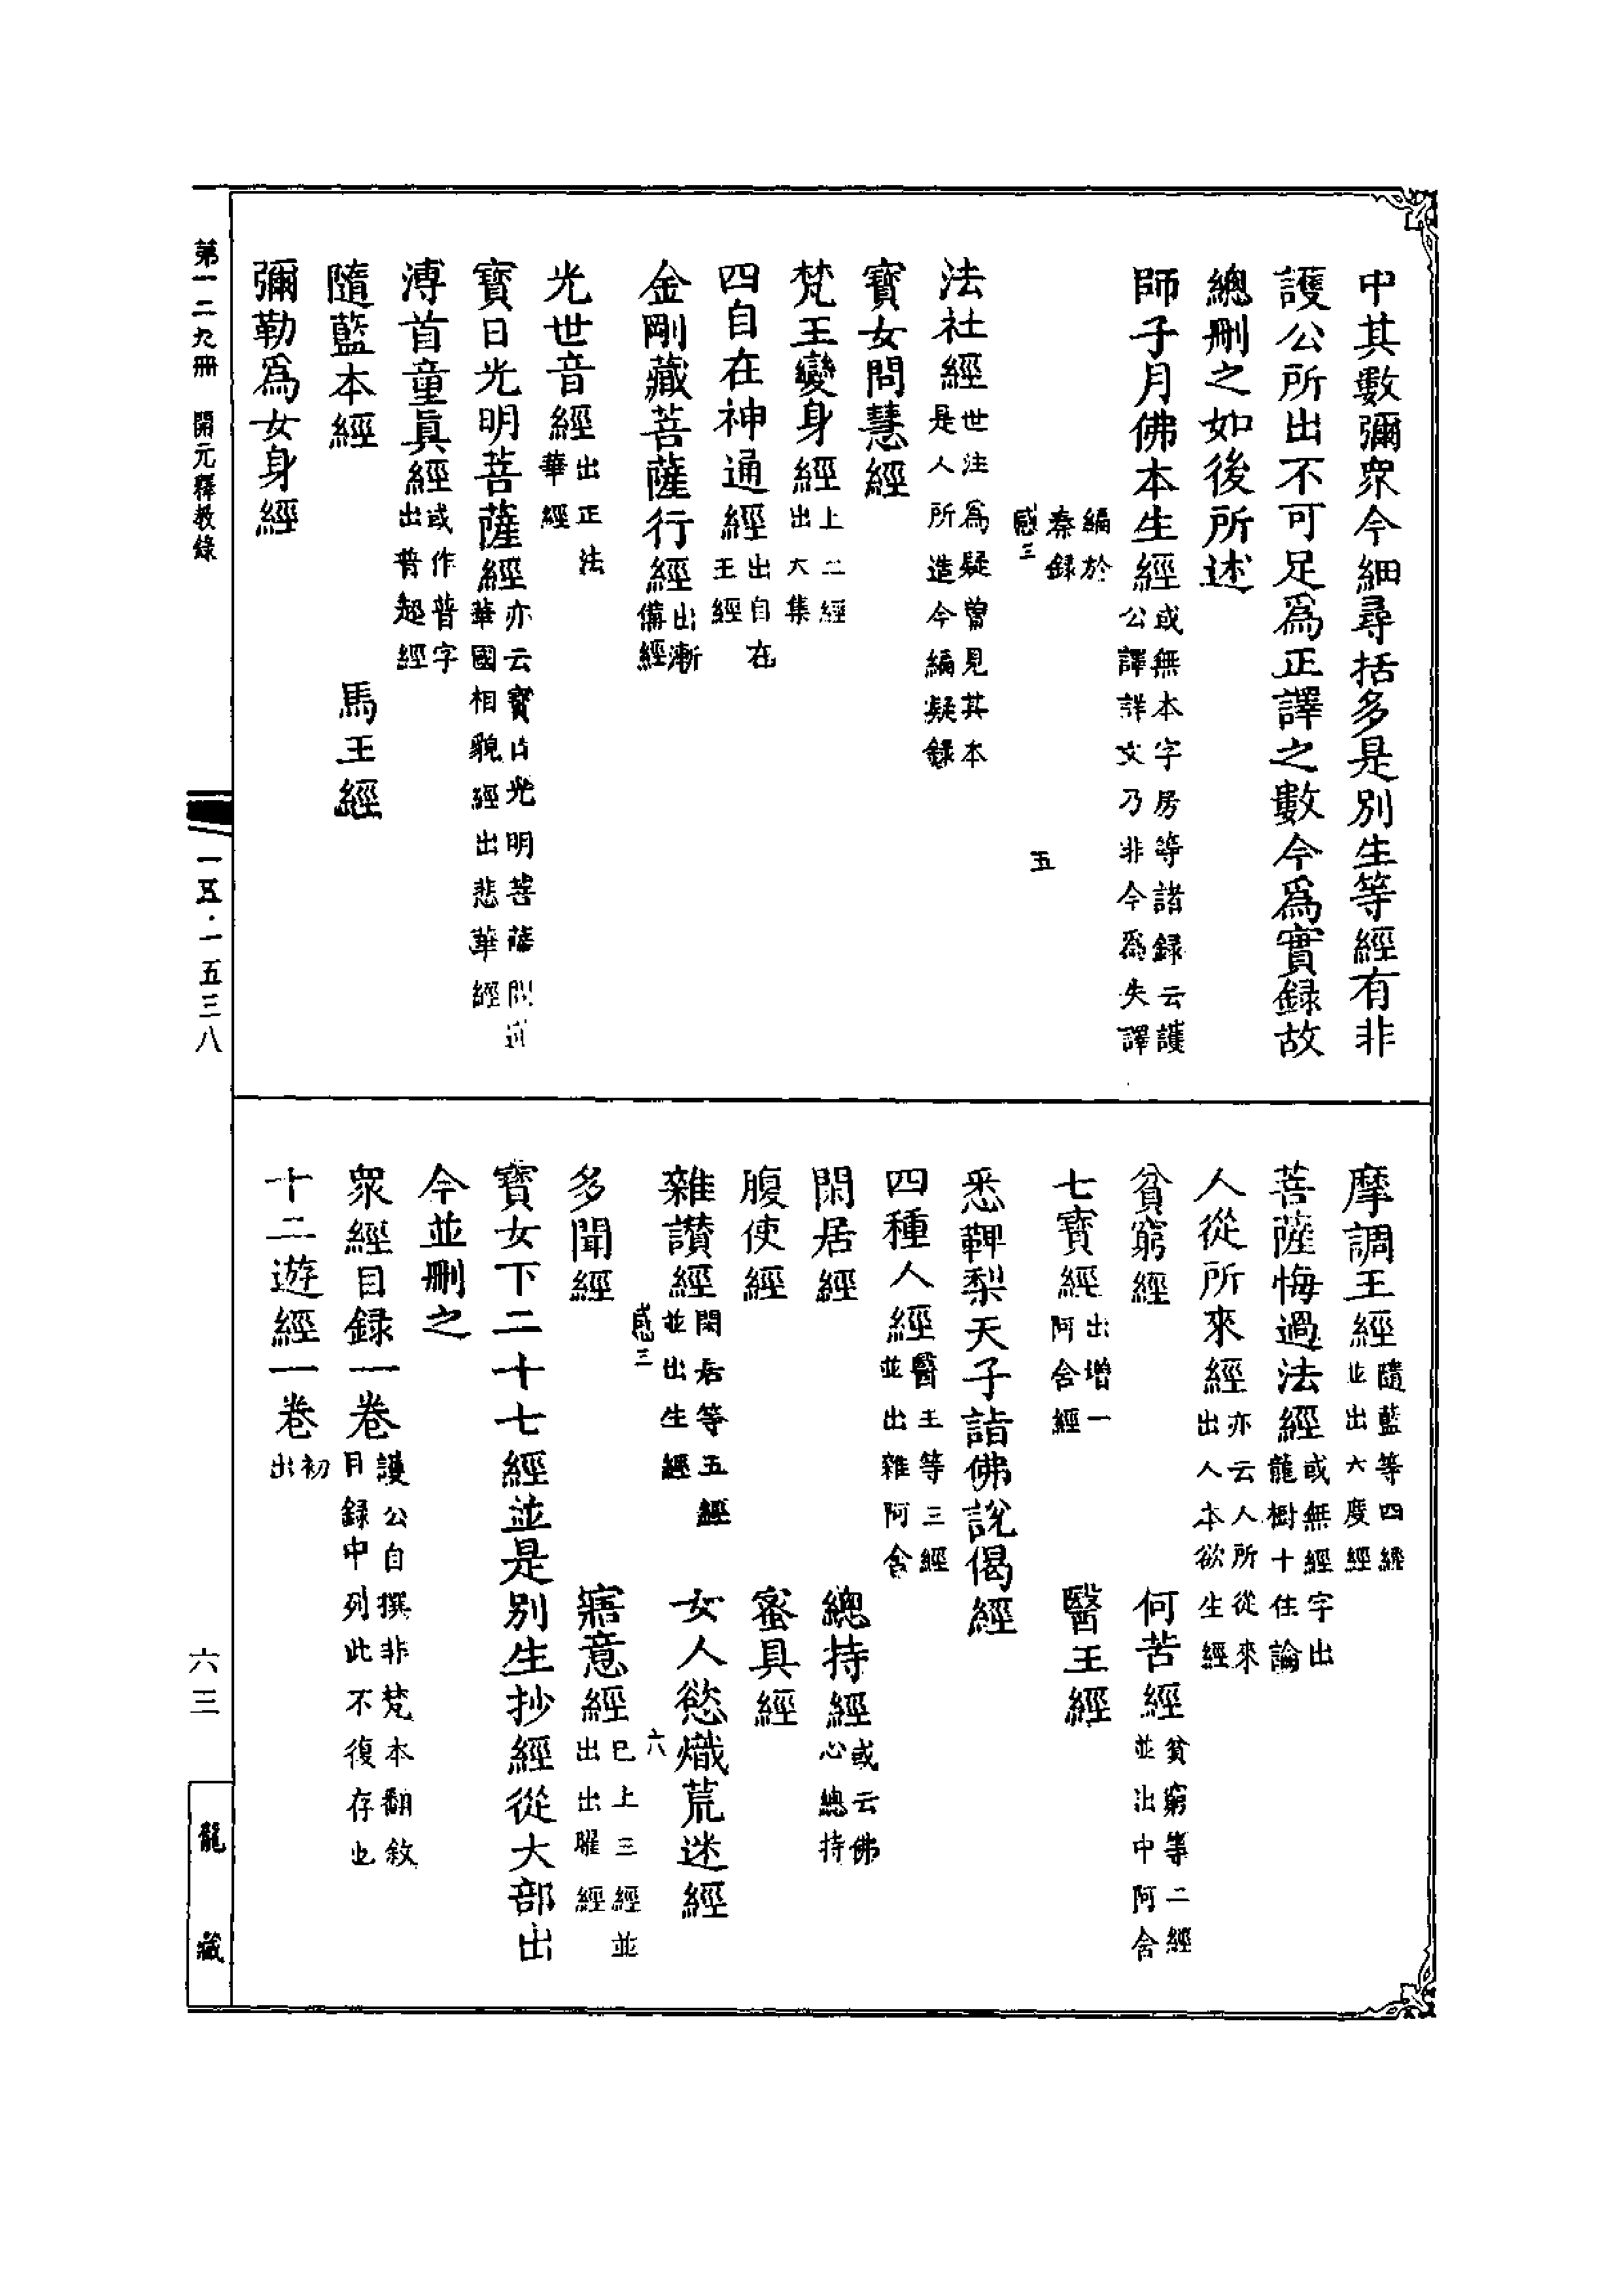 中其數彌衆今細尋括多是別生等經有非
護公所出不可足爲正譯之數今爲實録故
總刪之如後所述
師子月佛本生經或無本字房等諸録云護公譯詳文乃非今爲失譯
編於秦録
感三 五
法社經世注爲疑曾見其本是人所造今編疑録
寶女問慧經
梵王變身經上二經出大集
四自在神通經出自在王經
金剛藏菩薩行經出漸備經
光世音經出正法華經
寶日光明菩薩經亦云寶日光明菩薩問蓮華國相貌經出悲華經
溥首童眞經或作普字出普超經
隨藍本經 馬王經
彌勒爲女身經
摩調王經隨藍等四經並出六度經
菩薩悔過法經或無經字出龍樹十住論
人從所來經亦云人所從來出人本欲生經
貧窮經 何苦經貧窮等二經並出中阿含
七寶經出增一阿含經 醫王經
悉鞞梨天子詣佛說偈經
四種人經醫王等三經並出雜阿含
閑居經 總持經或云佛心總持
腹使經 蜜具經
雜讚經閑居等五經並出生經 女人慾熾荒迷經
感三 六
多聞經 寤意經已上三經並出出曜經
寶女下二十七經並是別生抄經從大部出
今並刪之
衆經目録一卷護公自撰非梵本翻敘目録中列此不復存也
十二遊經一卷初出
第一二九冊 開元釋教錄
一五·一五三八
六三
龍藏